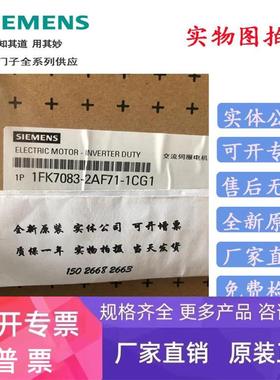 SIEMENS
实物图拍
知其道 用其妙
门子全系列供应
SIEMENS
ELECTRIC MOTOR - INVERTER DUTY
交流伺服电机
1P 1FK7083-2AF71-1CG1
全新原装 实体公司 可开增票
质保一年 实物拍摄 当天发货
150 2668 2663
实体公
可开专
售后无
全新原
厂家直
免费检
开专票
普票
规格齐全 更多型号
厂家直销 原装正